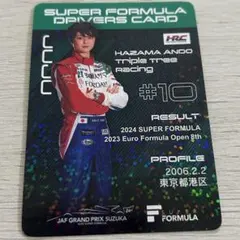 SUPER FORMULA
DRIVERS CARD
JUJU
HRC
HAZAMA ANDO
Triple Tree
Racing
#10
RESULT
2024 SUPER FORMULA
2023 Euro Formula Open 8th
PROFILE
2006.2.2
東京都港区
JAF GRAND PRIX SUZUKA
FORMULA